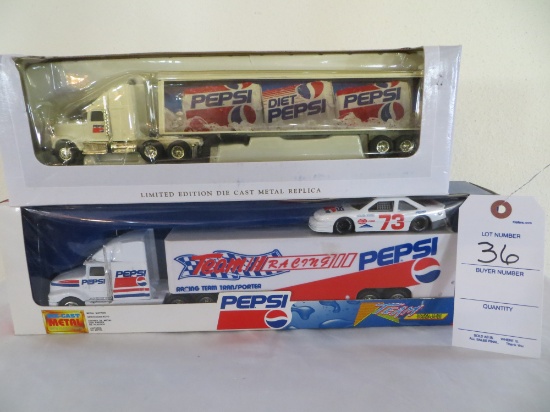 PEPSI
DIET
PEPSI
PEPSI
LIMITED EDITION DIE CAST METAL REPLICA
73
PEPSI
TEAM RACING
RACING TEAM TRANSPORTER
PEPSI
PEPSI
DIE CAST
METAL
LOT NUMBER
36
BUYER NUMBER
QUANTITY